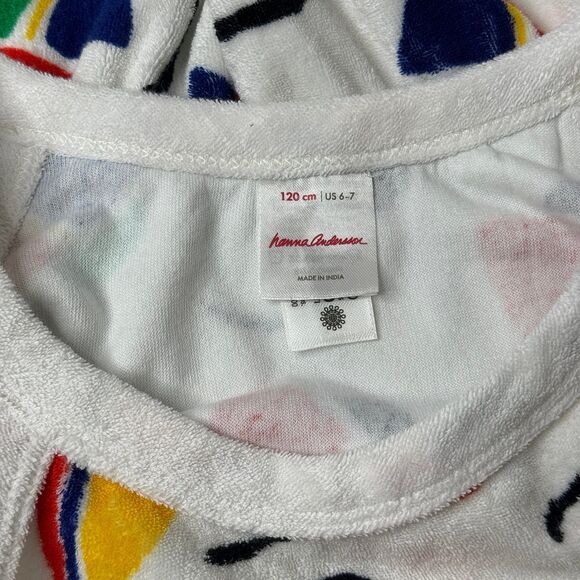 120 cm | US 6–7
hanna Andersson
MADE IN INDIA